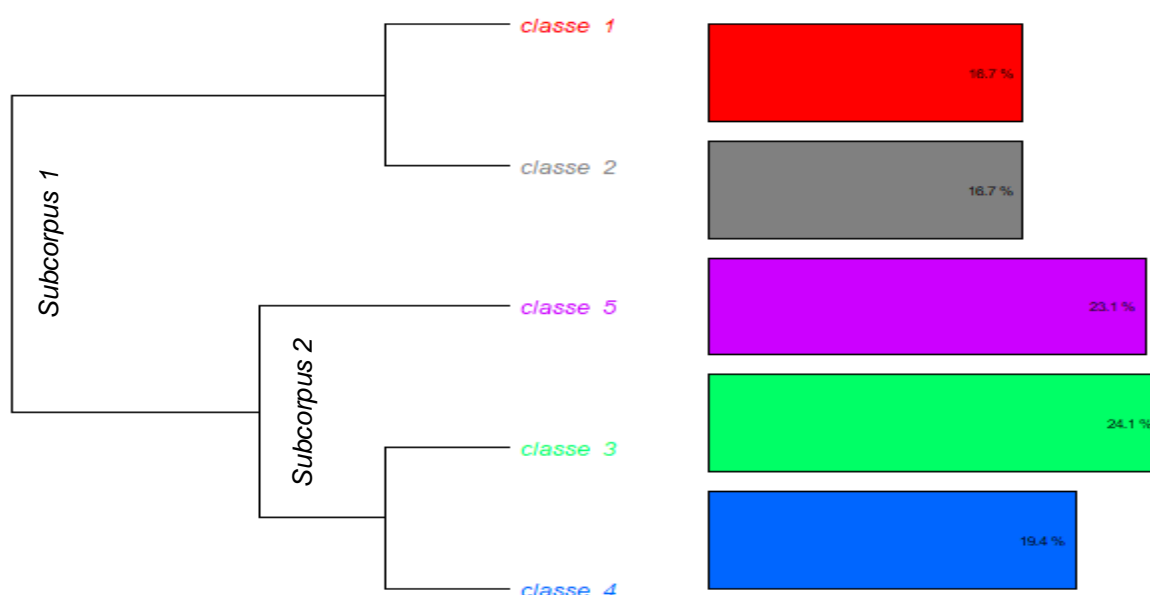 classe 1
16.7 %
classe 2
16.7 %
Subcorpus 1
classe 5
23.1 %
Subcorpus 2
classe 3
24.1 %
classe 4
19.4 %